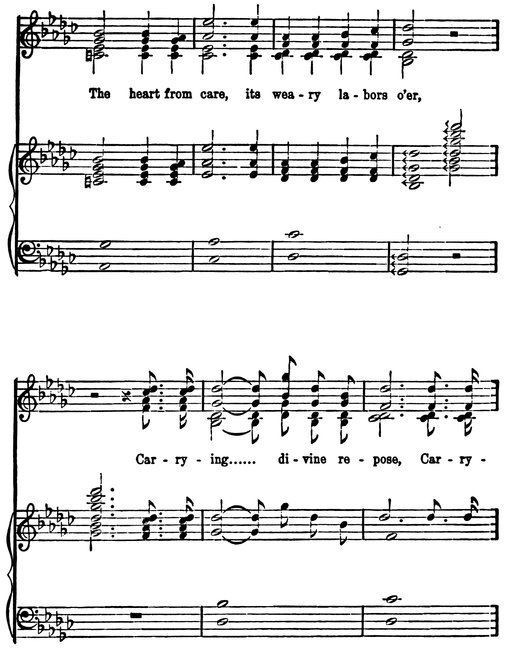 The heart from care, its wea - ry la - bors o'er,
Car - ry - ing...... di - vine re - pose, Car - ry -